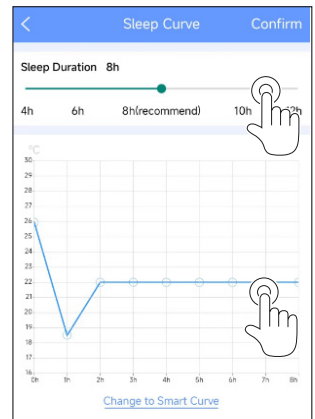 < Sleep Curve Confirm
Sleep Duration 8h
4h 6h 8h(recommend) 10h 12h
°C
30
29
28
27
26
25
24
23
22
21
20
19
18
17
16
0h 1h 2h 3h 4h 5h 6h 7h 8h
Change to Smart Curve